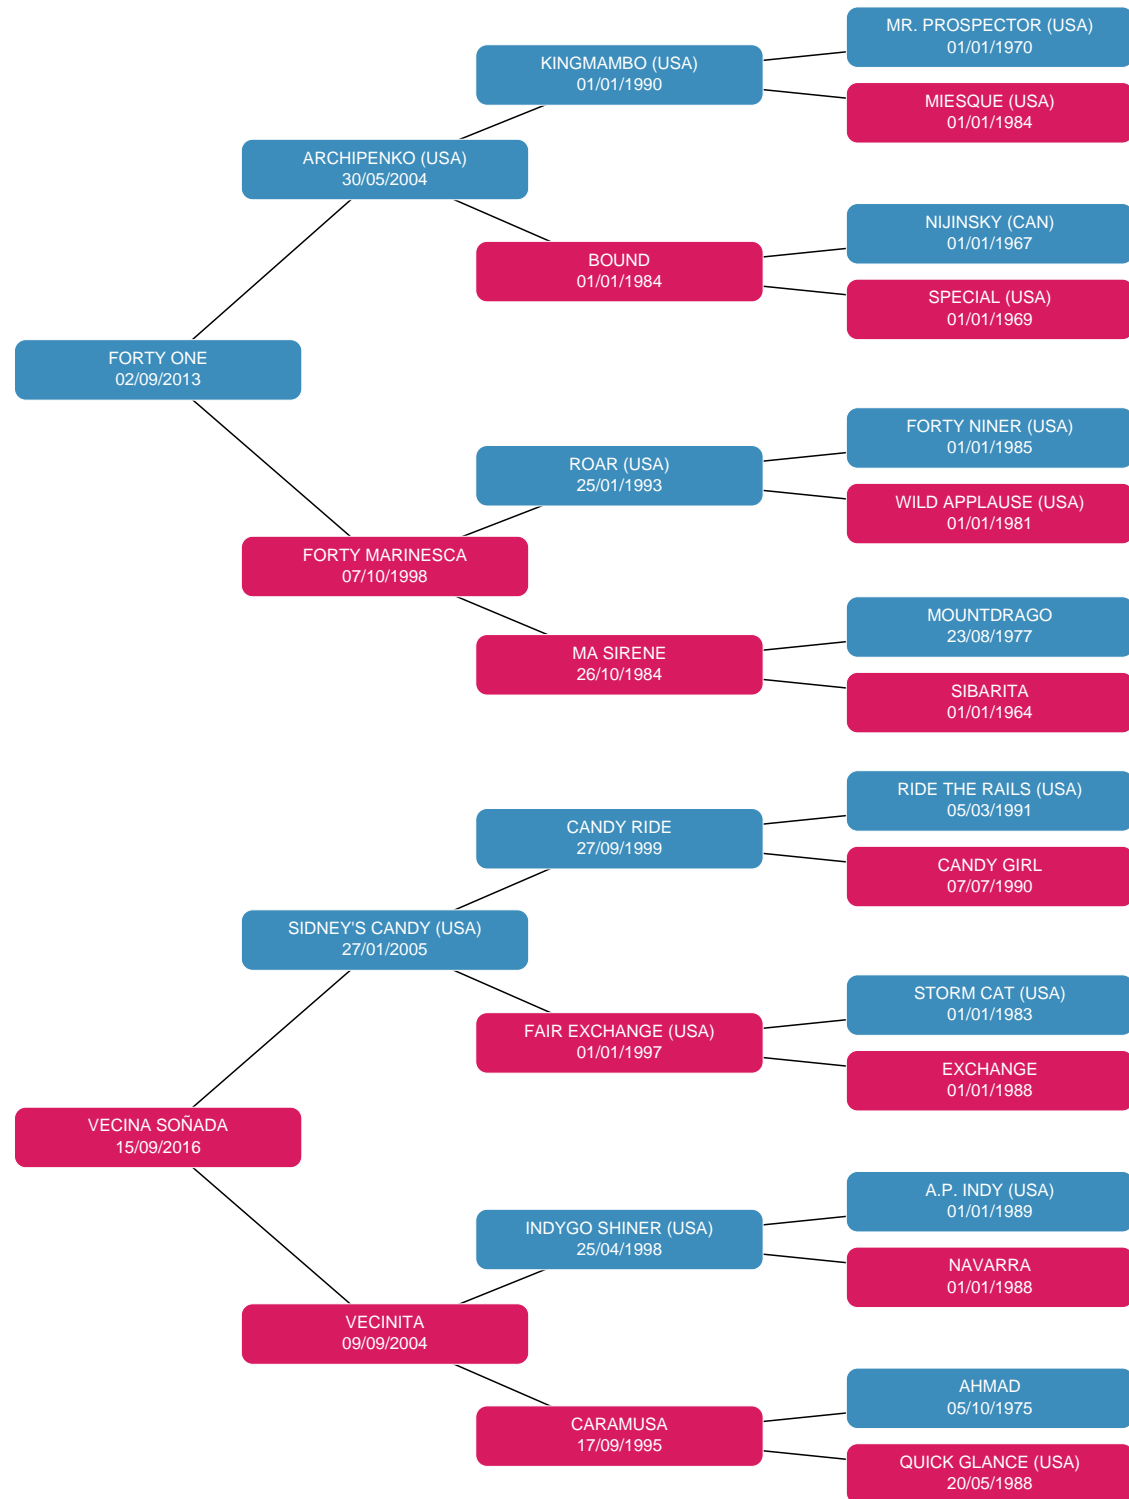 MR. PROSPECTOR (USA)
01/01/1970
KINGMAMBO (USA)
01/01/1990
MIESQUE (USA)
01/01/1984
ARCHIPENKO (USA)
30/05/2004
NIJINSKY (CAN)
01/01/1967
BOUND
01/01/1984
SPECIAL (USA)
01/01/1969
FORTY ONE
02/09/2013
FORTY NINER (USA)
01/01/1985
ROAR (USA)
25/01/1993
WILD APPLAUSE (USA)
01/01/1981
FORTY MARINESCA
07/10/1998
MOUNTDRAGO
23/08/1977
MA SIRENE
26/10/1984
SIBARITA
01/01/1964
RIDE THE RAILS (USA)
05/03/1991
CANDY RIDE
27/09/1999
CANDY GIRL
07/07/1990
SIDNEY'S CANDY (USA)
27/01/2005
STORM CAT (USA)
01/01/1983
FAIR EXCHANGE (USA)
01/01/1997
EXCHANGE
01/01/1988
VECINA SOÑADA
15/09/2016
A.P. INDY (USA)
01/01/1989
INDYGO SHINER (USA)
25/04/1998
NAVARRA
01/01/1988
VECINITA
09/09/2004
AHMAD
05/10/1975
CARAMUSA
17/09/1995
QUICK GLANCE (USA)
20/05/1988